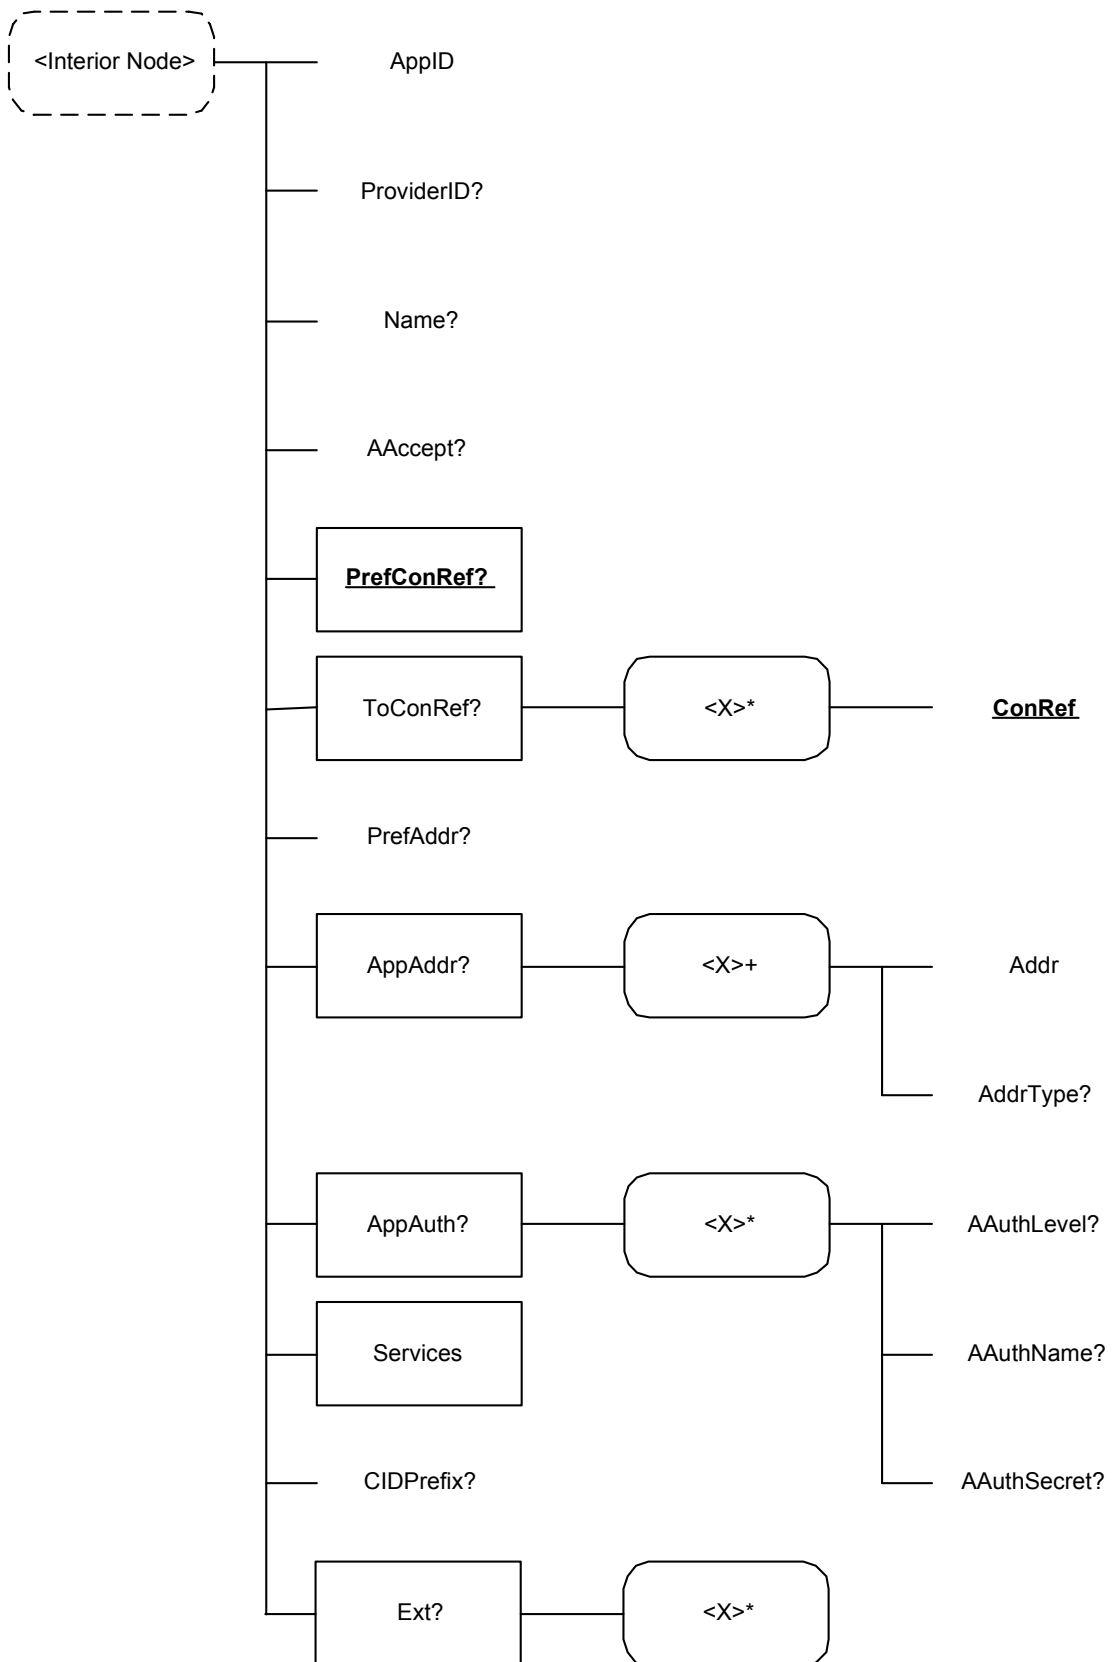 <Interior Node>
AppID
ProviderID?
Name?
AAccept?
PrefConRef?
ToConRef?
<X>*
ConRef
PrefAddr?
AppAddr?
<X>+
Addr
AddrType?
AppAuth?
<X>*
AAuthLevel?
Services
AAuthName?
CIDPrefix?
AAuthSecret?
Ext?
<X>*